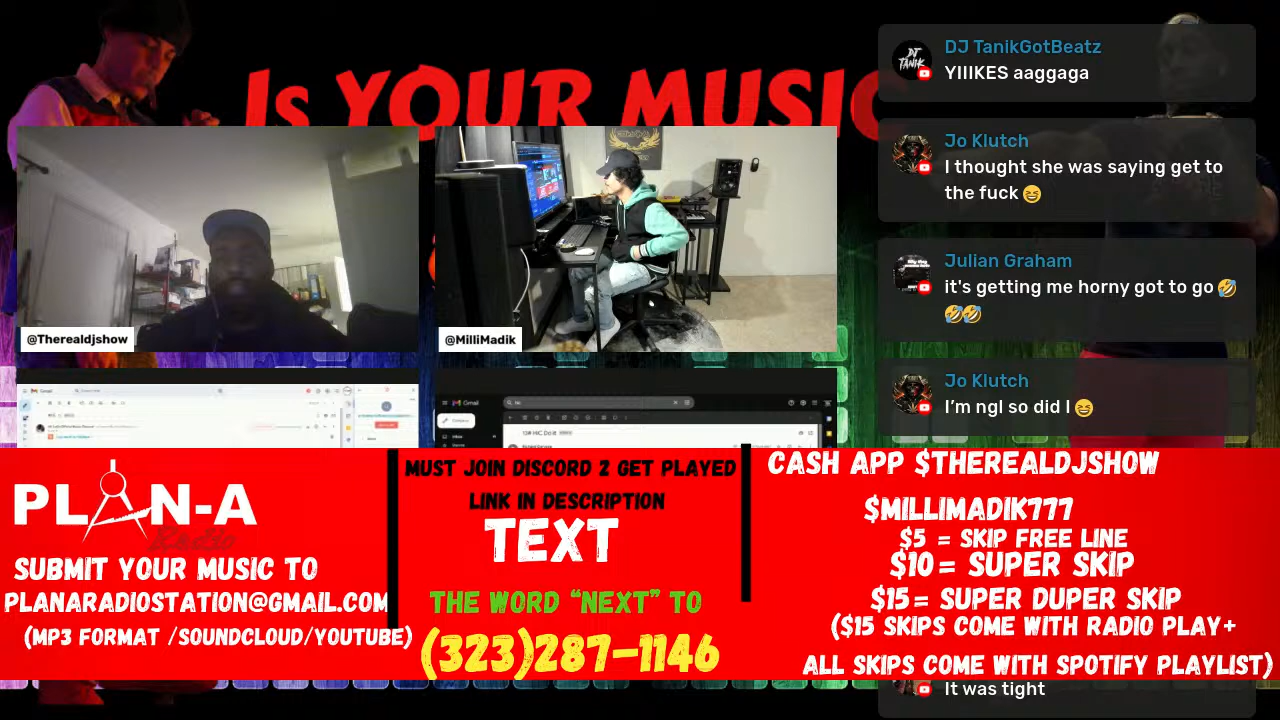 Is YOUR MUSIC
DJ TanikGotBeatz
YIIIKES aaggaga
Jo Klutch
I thought she was saying get to
the fuck 😆
Julian Graham
it's getting me horny got to go 🤣
🤣🤣
Jo Klutch
I'm ngl so did I 😆
It was tight
@Therealdjshow
@MilliMadik
Gmail
Gmail
PLAN-A
Radio
SUBMIT YOUR MUSIC TO
PLANARADIOSTATION@GMAIL.COM
(MP3 FORMAT /SOUNDCLOUD/YOUTUBE)
MUST JOIN DISCORD 2 GET PLAYED
LINK IN DESCRIPTION
TEXT
THE WORD “NEXT” TO
(323)287-1146
CASH APP $THEREALDJSHOW
$MILLIMADIK777
$5 = SKIP FREE LINE
$10 = SUPER SKIP
$15 = SUPER DUPER SKIP
($15 SKIPS COME WITH RADIO PLAY+
ALL SKIPS COME WITH SPOTIFY PLAYLIST)